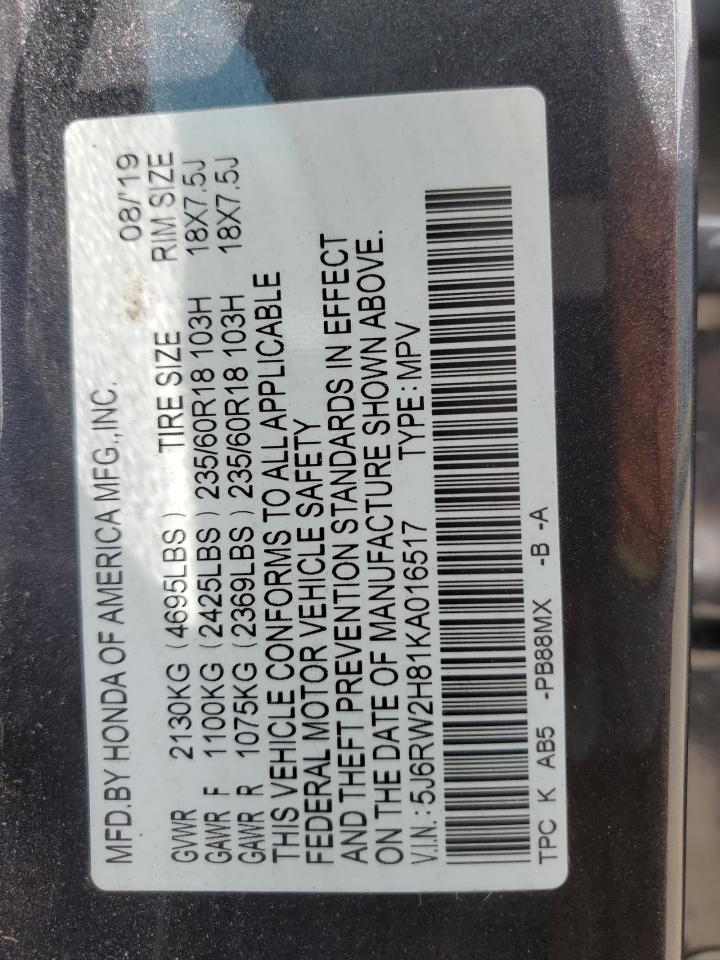 MFD.BY HONDA OF AMERICA MFG.,INC. 08/'19
GVWR 2130KG (4695LBS) TIRE SIZE RIM SIZE
GAWR F 1100KG (2425LBS) 235/60R18 103H 18X7.5J
GAWR R 1075KG (2369LBS) 235/60R18 103H 18X7.5J
THIS VEHICLE CONFORMS TO ALL APPLICABLE
FEDERAL MOTOR VEHICLE SAFETY
AND THEFT PREVENTION STANDARDS IN EFFECT
ON THE DATE OF MANUFACTURE SHOWN ABOVE.
V.I.N.: 5J6RW2H81KA016517 TYPE: MPV
TPC K AB5 -PB88MX -B -A